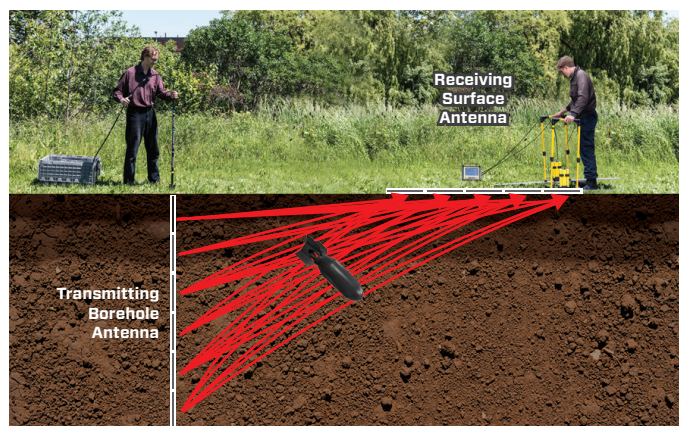 Receiving
Surface
Antenna
Transmitting
Borehole
Antenna